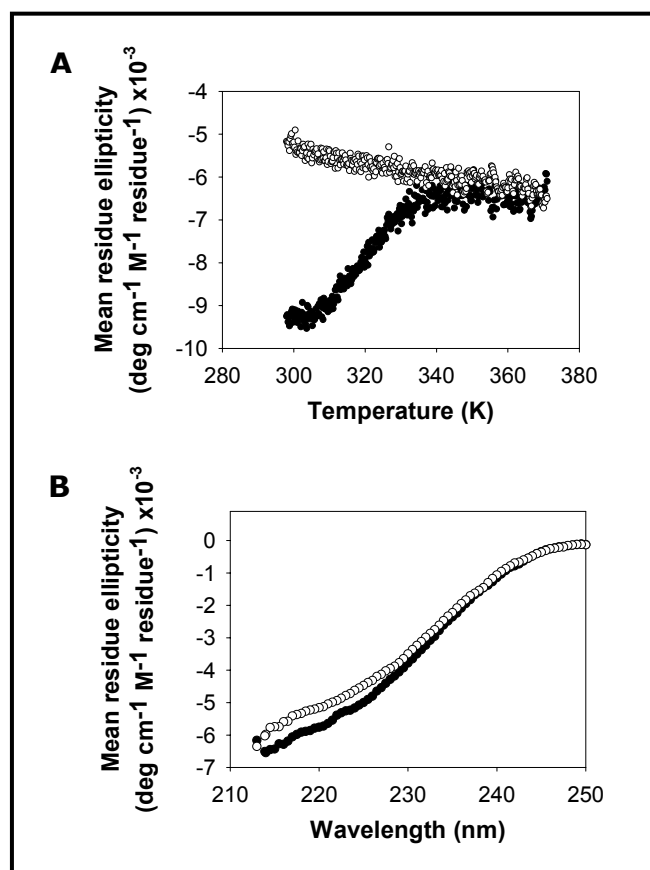 A
Mean residue ellipticity
(deg cm⁻¹ M⁻¹ residue⁻¹) x10⁻³
-4
-5
-6
-7
-8
-9
-10
280 300 320 340 360 380
Temperature (K)
B
Mean residue ellipticity
(deg cm⁻¹ M⁻¹ residue⁻¹) x10⁻³
0
-1
-2
-3
-4
-5
-6
-7
210 220 230 240 250
Wavelength (nm)